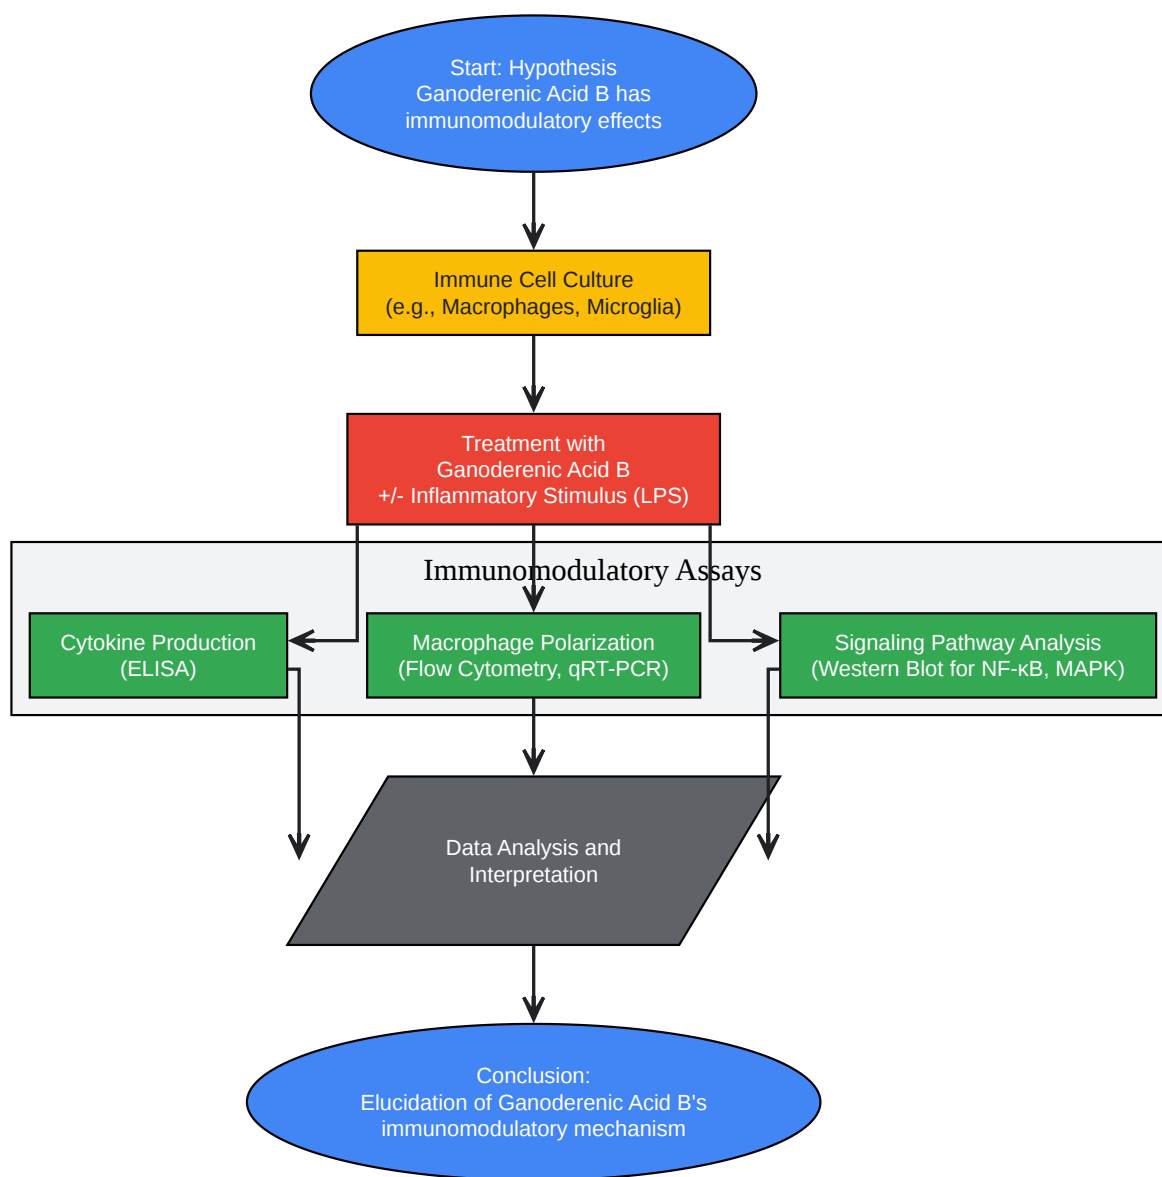 Start: Hypothesis
Ganoderenic Acid B has
immunomodulatory effects
Immune Cell Culture
(e.g., Macrophages, Microglia)
Treatment with
Ganoderenic Acid B
+/- Inflammatory Stimulus (LPS)
Immunomodulatory Assays
Cytokine Production
(ELISA)
Macrophage Polarization
(Flow Cytometry, qRT-PCR)
Signaling Pathway Analysis
(Western Blot for NF-κB, MAPK)
Data Analysis and
Interpretation
Conclusion:
Elucidation of Ganoderenic Acid B's
immunomodulatory mechanism